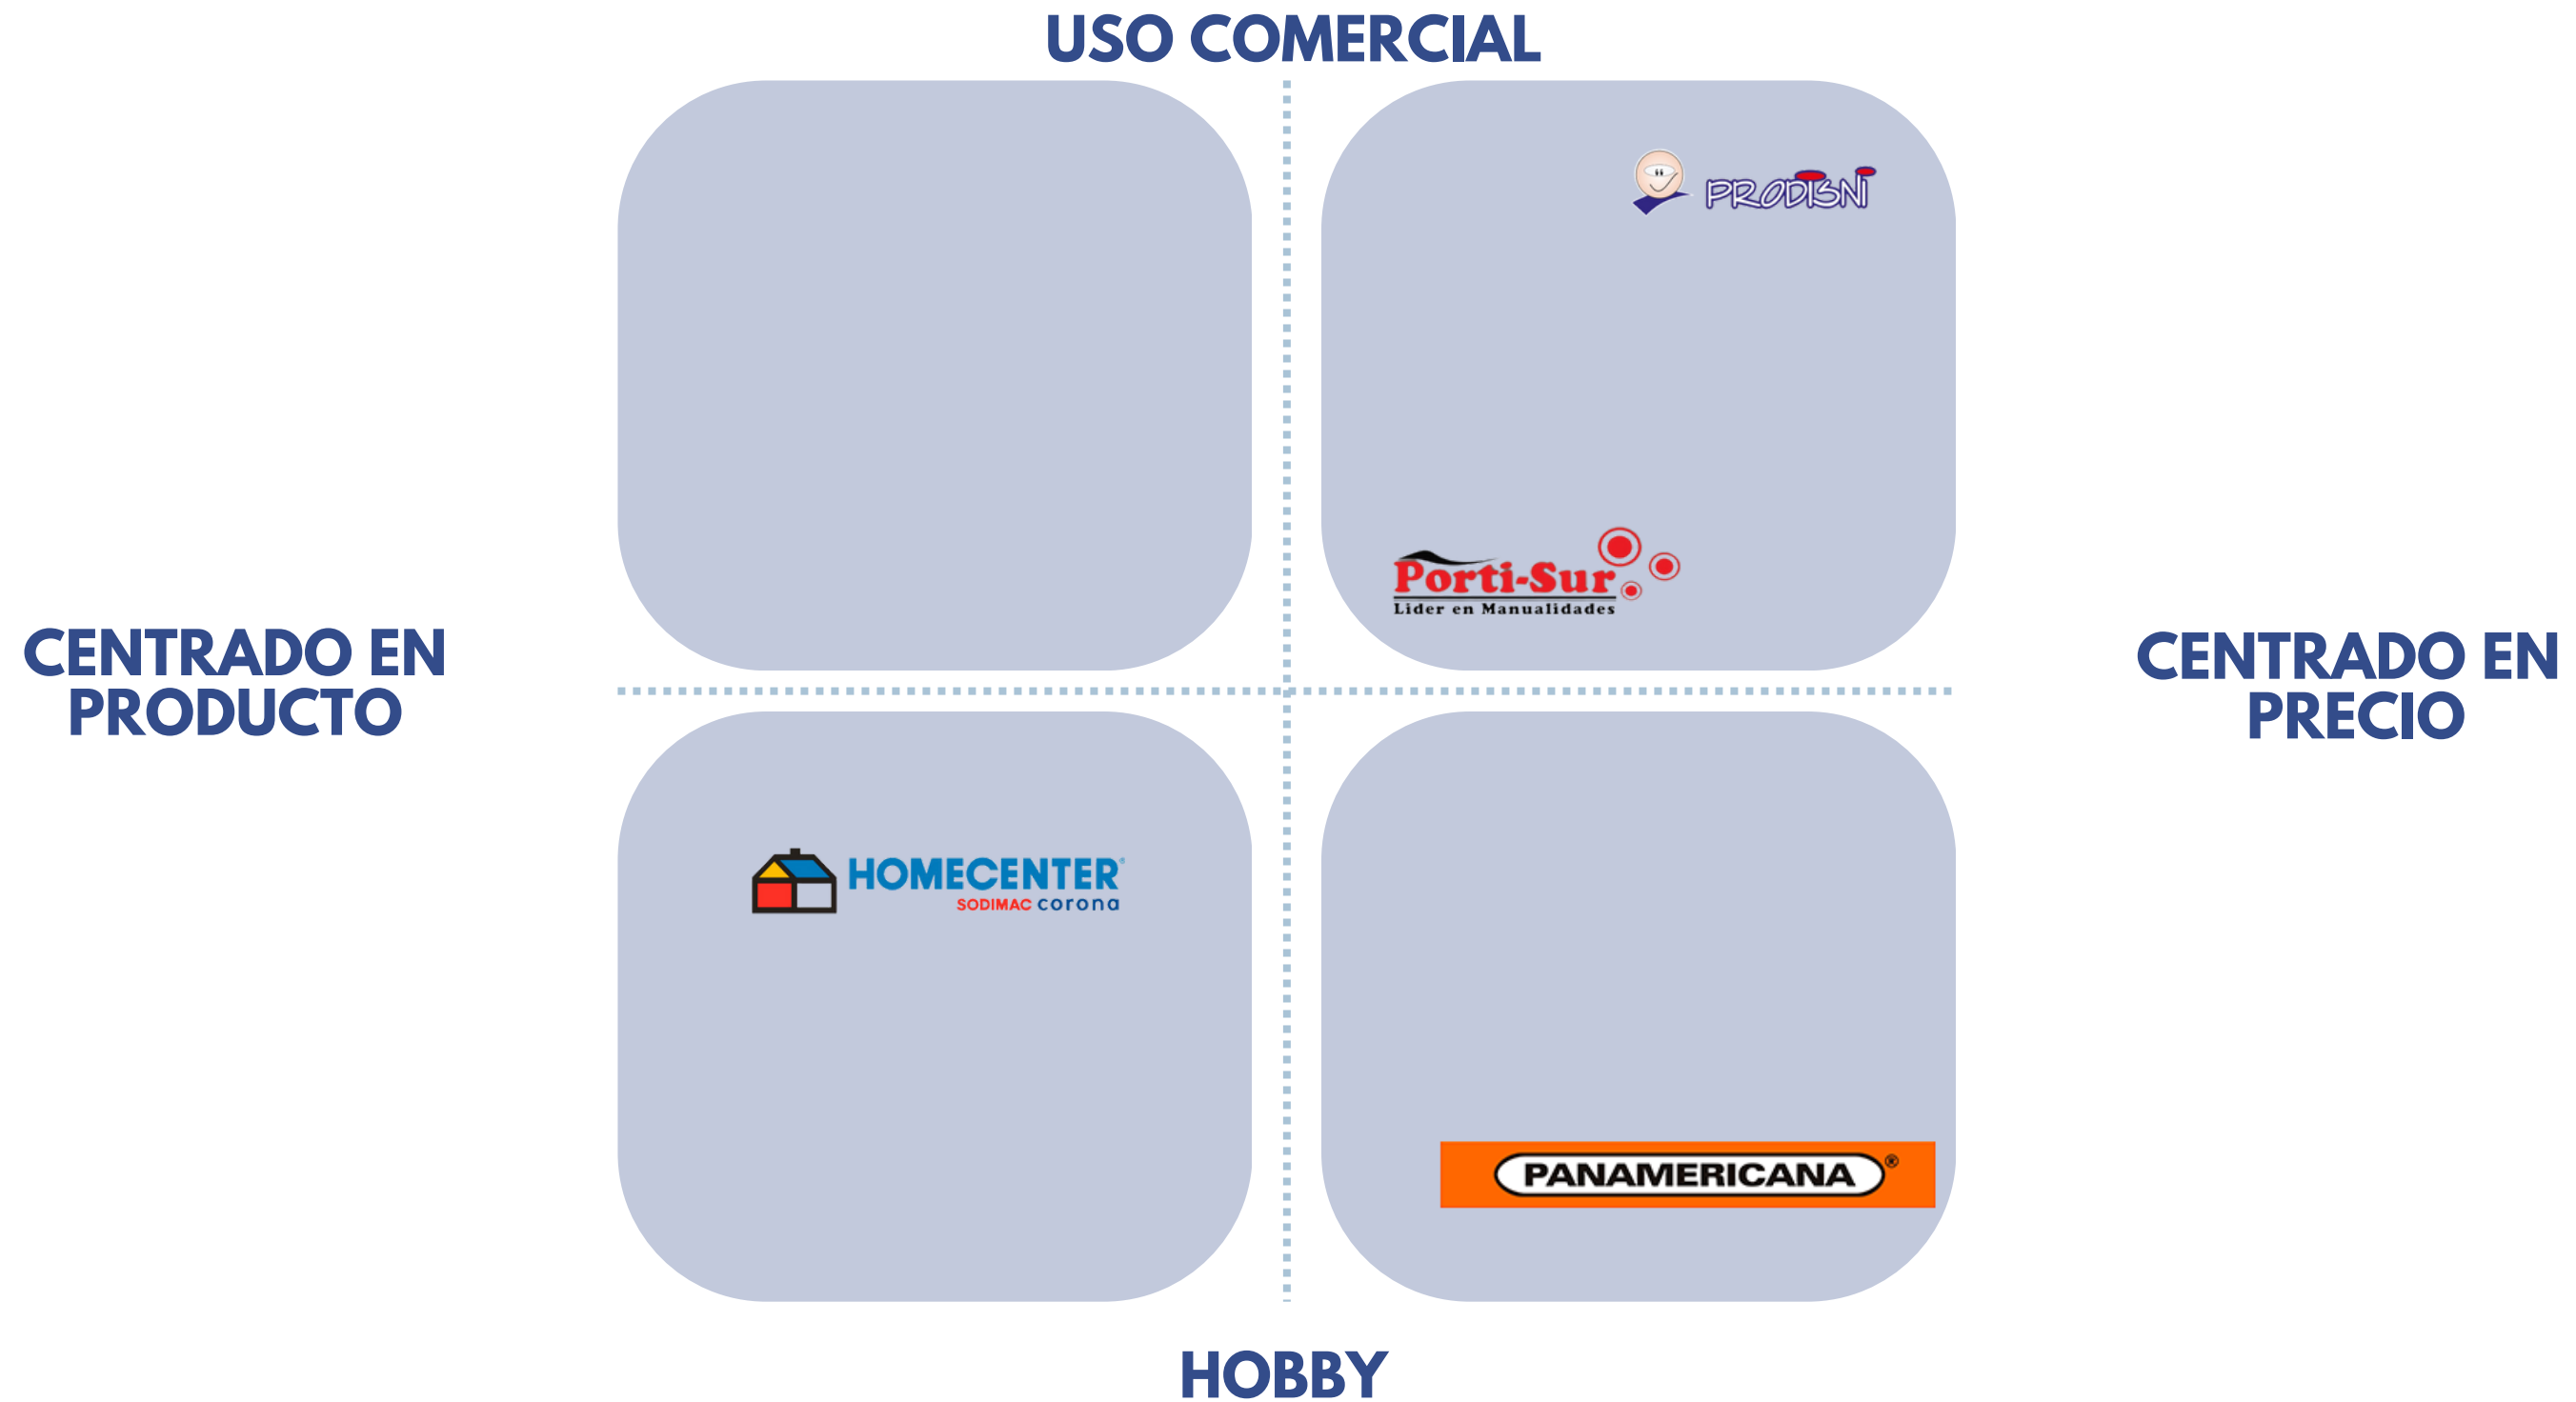 USO COMERCIAL
PRODISNI
Porti-Sur
Lider en Manualidades
CENTRADO EN
PRODUCTO
CENTRADO EN
PRECIO
HOMECENTER
SODIMAC corona
PANAMERICANA®
HOBBY